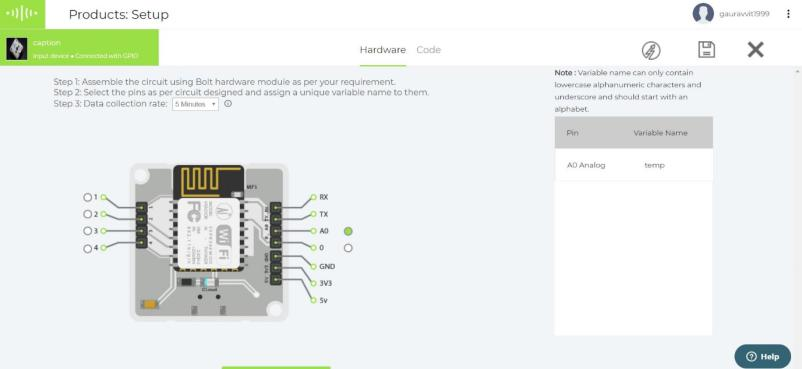 Products: Setup
gauravvit1999
caption
Input device • Connected with GPIO
Hardware Code
Step 1: Assemble the circuit using Bolt hardware module as per your requirement.
Step 2: Select the pins as per circuit designed and assign a unique variable name to them.
Step 3: Data collection rate: 5 Minutes
Note : Variable name can only contain
lowercase alphanumeric characters and
underscore and should start with an
alphabet.
Pin Variable Name
A0 Analog temp
1
2
3
4
WiFi
FC
Cloud
RX
TX
A0
0
GND
3V3
5v
Help